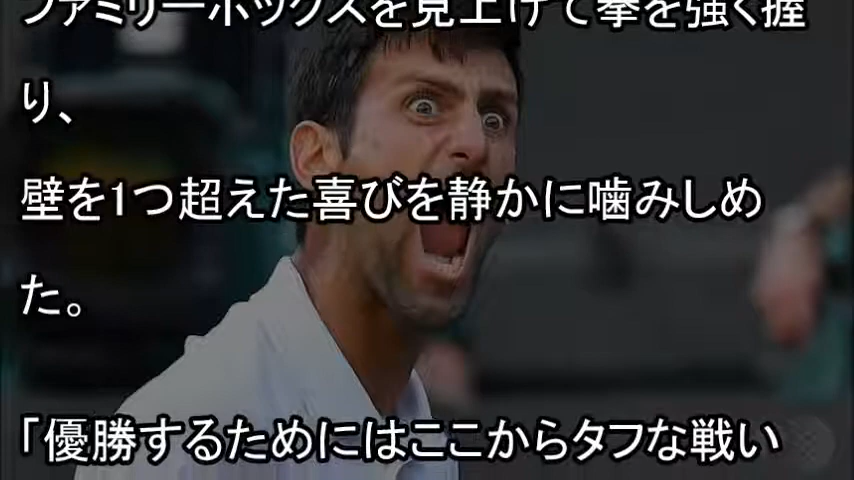 ファミリーボックスを見上げて拳を強く握
り、
壁を1つ超えた喜びを静かに噛みしめ
た。
「優勝するためにはここからタフな戦い